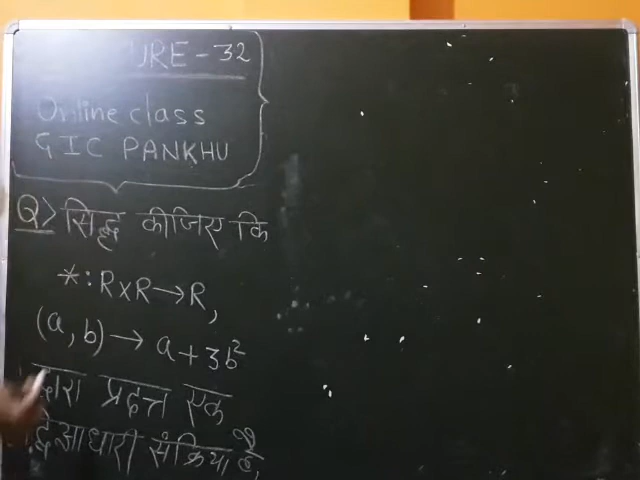 URE-32
Online class
GIC PANKHU
Q> सिद्ध कीजिए कि
*: R×R→R,
(a, b) → a + 3b²
द्वारा प्रदत्त एक
द्विआधारी संक्रिया है,